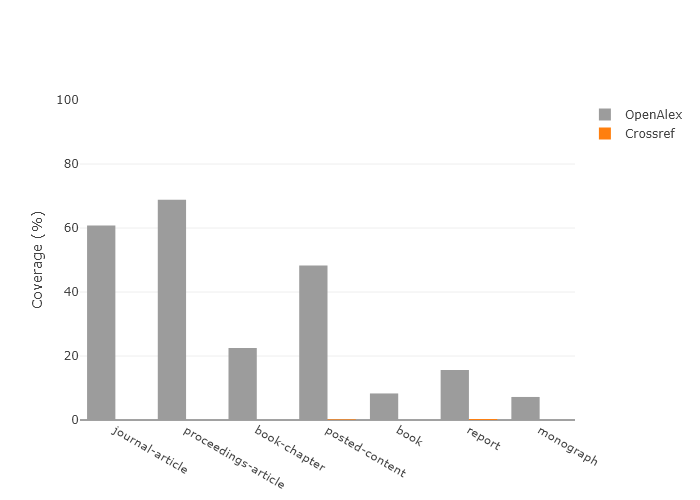 100
80
60
40
20
0
Coverage (%)
journal-article
proceedings-article
book-chapter
posted-content
book
report
monograph
OpenAlex
Crossref